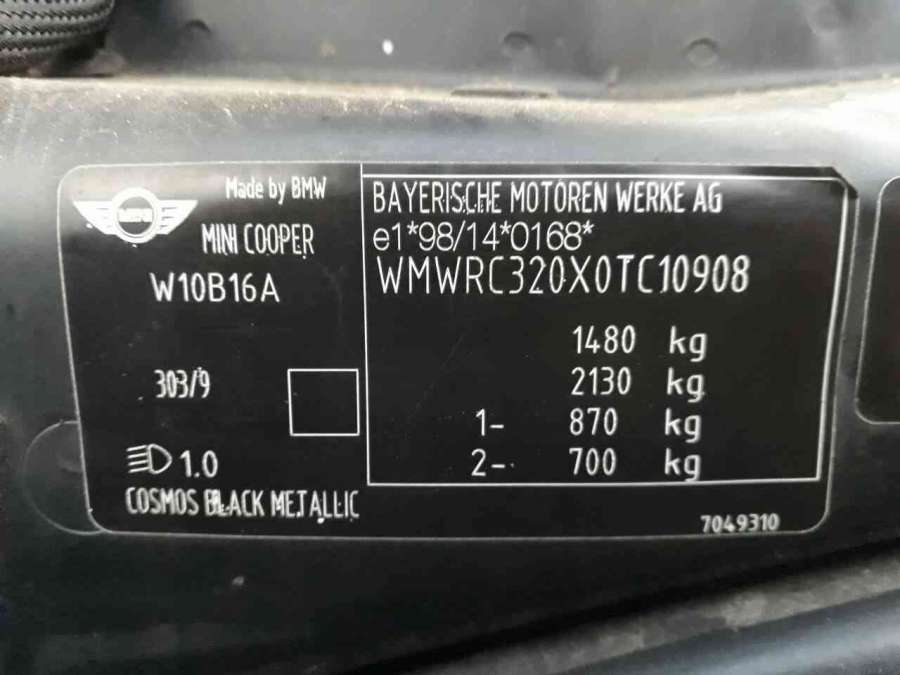 MINI
Made by BMW
MINI COOPER
W10B16A
303/9
1.0
COSMOS BLACK METALLIC
BAYERISCHE MOTOREN WERKE AG
e1*98/14*0168*
WMWRC320X0TC10908
1480 kg
2130 kg
1- 870 kg
2- 700 kg
7049310